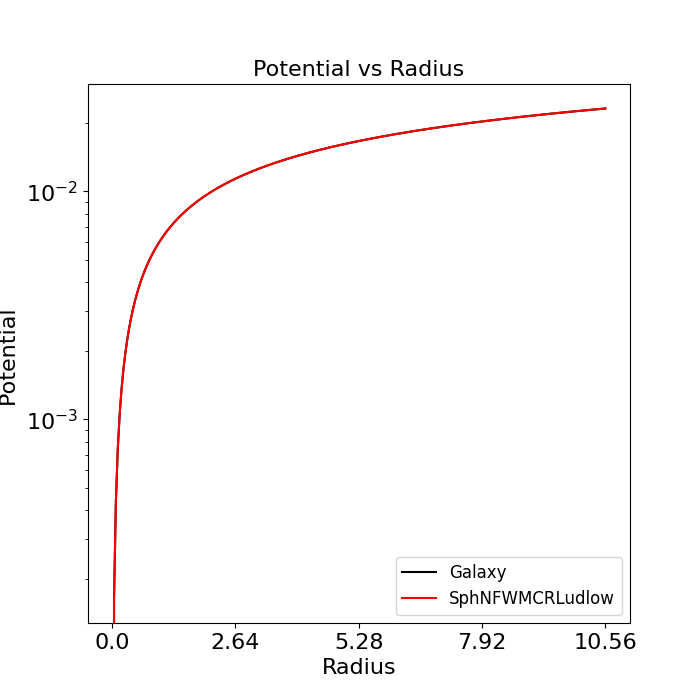 Potential vs Radius
Potential
10⁻²
10⁻³
Galaxy
SphNFWMCRLudlow
0.0 2.64 5.28 7.92 10.56
Radius